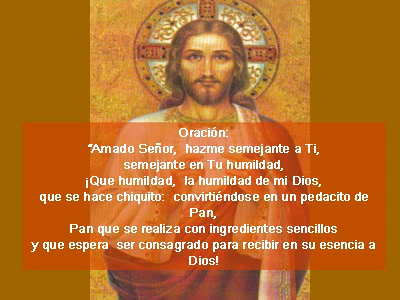 Oración:
“Amado Señor, hazme semejante a Ti,
semejante en Tu humildad,
¡Que humildad, la humildad de mi Dios,
que se hace chiquito: convirtiéndose en un pedacito de
Pan,
Pan que se realiza con ingredientes sencillos
y que espera ser consagrado para recibir en su esencia a
Dios!